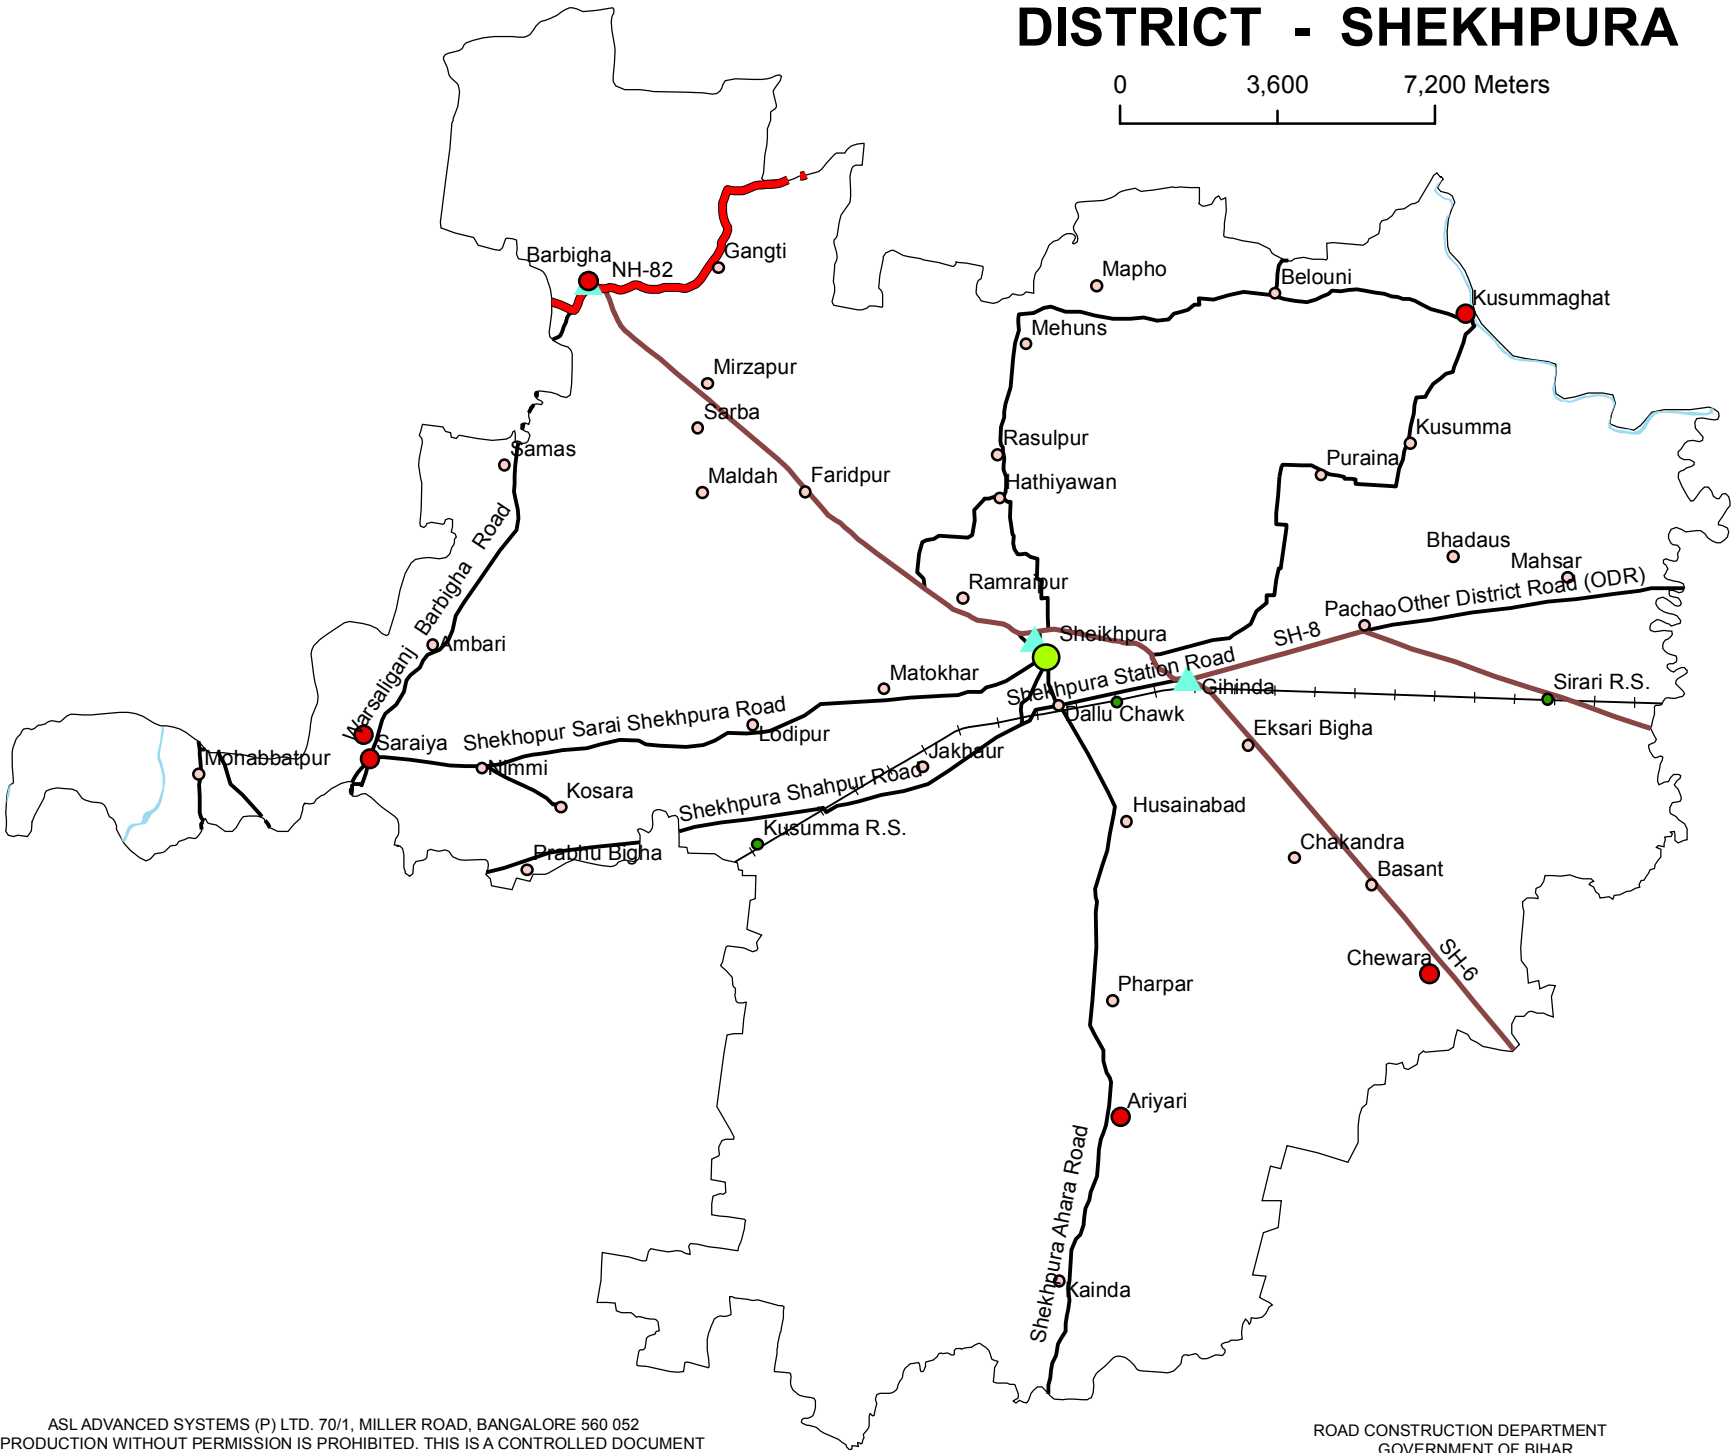 DISTRICT - SHEKHPURA
0 3,600 7,200 Meters
Barbigha
NH-82
Gangti
Mapho
Belouni
Kusummaghat
Mehuns
Mirzapur
Sarba
Rasulpur
Kusumma
Samas
Puraina
Maldah
Faridpur
Hathiyawan
Bhadaus
Mahsar
Warsaliganj Barbigha Road
Ramraipur
Other District Road (ODR)
Pachao
SH-8
Sheikhpura
Ambari
Shekhpura Station Road
Matokhar
Gihinda
Sirari R.S.
Dallu Chawk
Shekhopur Sarai Shekhpura Road
Lodipur
Eksari Bigha
Saraiya
Mohabbatpur
Nimmi
Jakhaur
Kosara
Shekhpura Shahpur Road
Husainabad
Kusumma R.S.
Chakandra
Prabhu Bigha
Basant
Chewara
SH-6
Pharpar
Ariyari
Shekhpura Ahara Road
Kainda
ASL ADVANCED SYSTEMS (P) LTD. 70/1, MILLER ROAD, BANGALORE 560 052
PRODUCTION WITHOUT PERMISSION IS PROHIBITED. THIS IS A CONTROLLED DOCUMENT
ROAD CONSTRUCTION DEPARTMENT
GOVERNMENT OF BIHAR